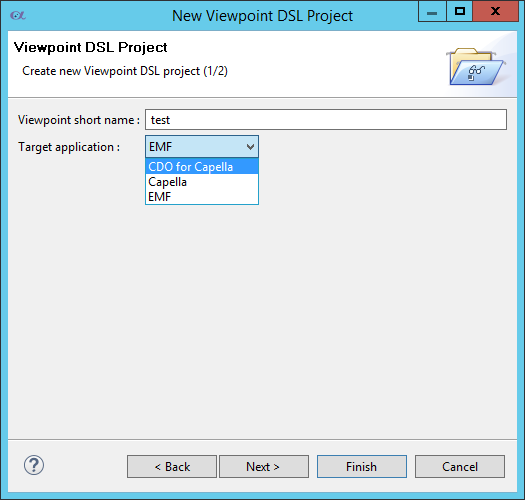 New Viewpoint DSL Project
Viewpoint DSL Project
Create new Viewpoint DSL project (1/2)
Viewpoint short name : test
Target application : EMF
CDO for Capella
Capella
EMF
? < Back Next > Finish Cancel